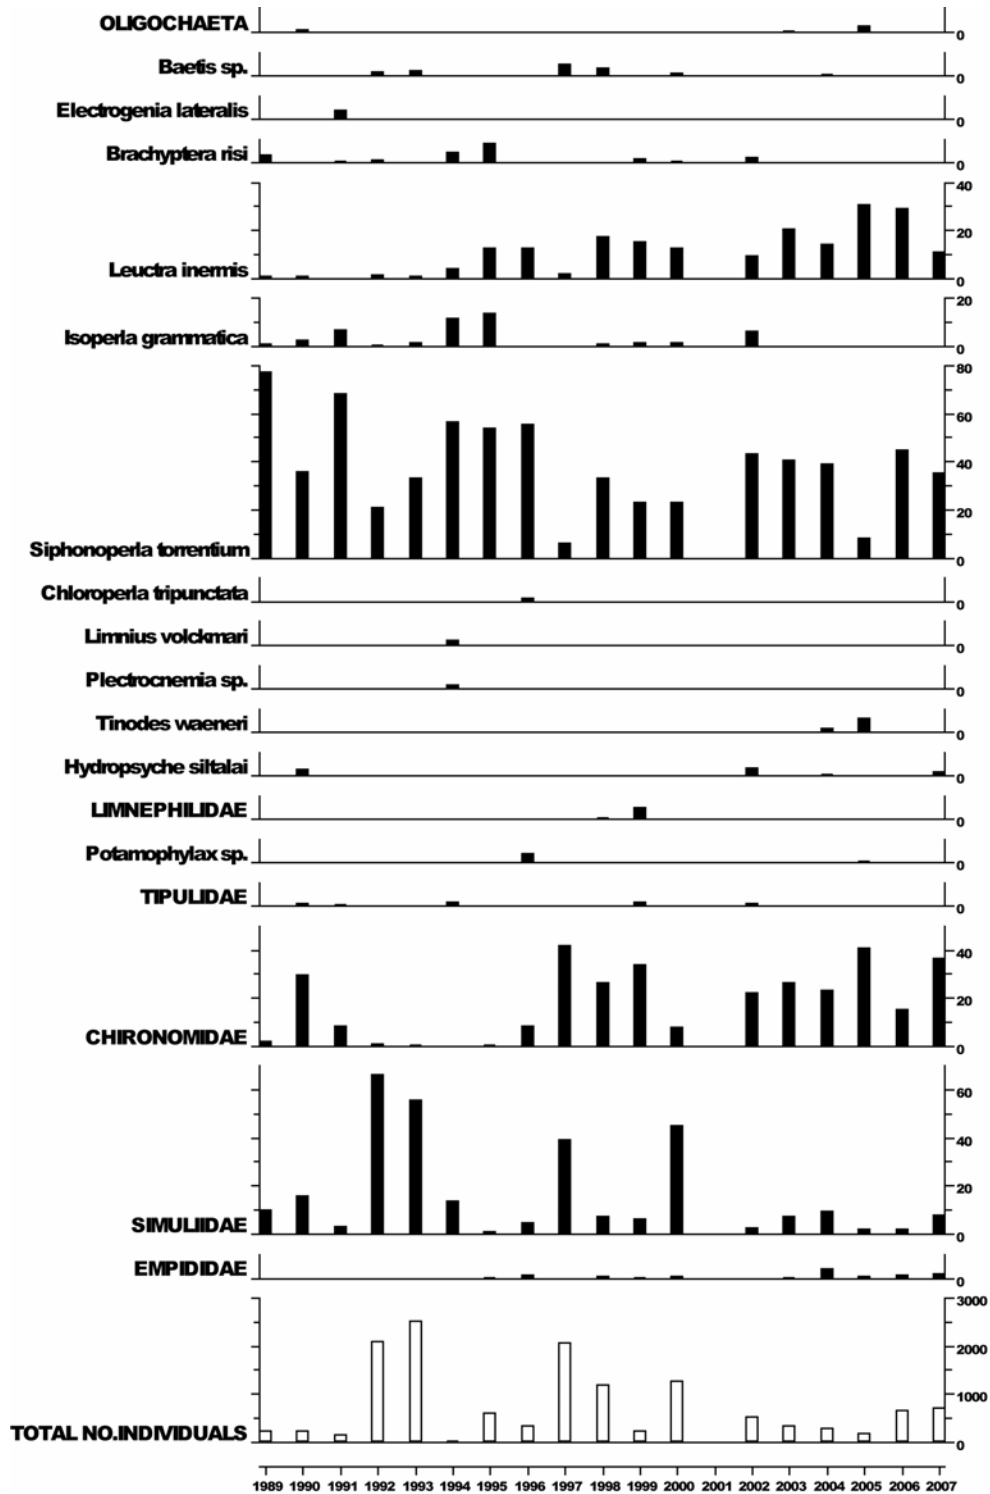 OLIGOCHAETA
0
Baetis sp.
0
Electrogenia lateralis
0
Brachyptera risi
0
40
20
Leuctra inermis
0
20
Isoperla grammatica
0
80
60
40
20
Siphonoperla torrentium
0
Chloroperla tripunctata
0
Limnius volckmari
0
Plectrocnemia sp.
0
Tinodes waeneri
0
Hydropsyche siltalai
0
LIMNEPHILIDAE
0
Potamophylax sp.
0
TIPULIDAE
0
40
20
CHIRONOMIDAE
0
60
40
20
SIMULIIDAE
0
EMPIDIDAE
0
3000
2000
1000
TOTAL NO.INDIVIDUALS
0
1989 1990 1991 1992 1993 1994 1995 1996 1997 1998 1999 2000 2001 2002 2003 2004 2005 2006 2007